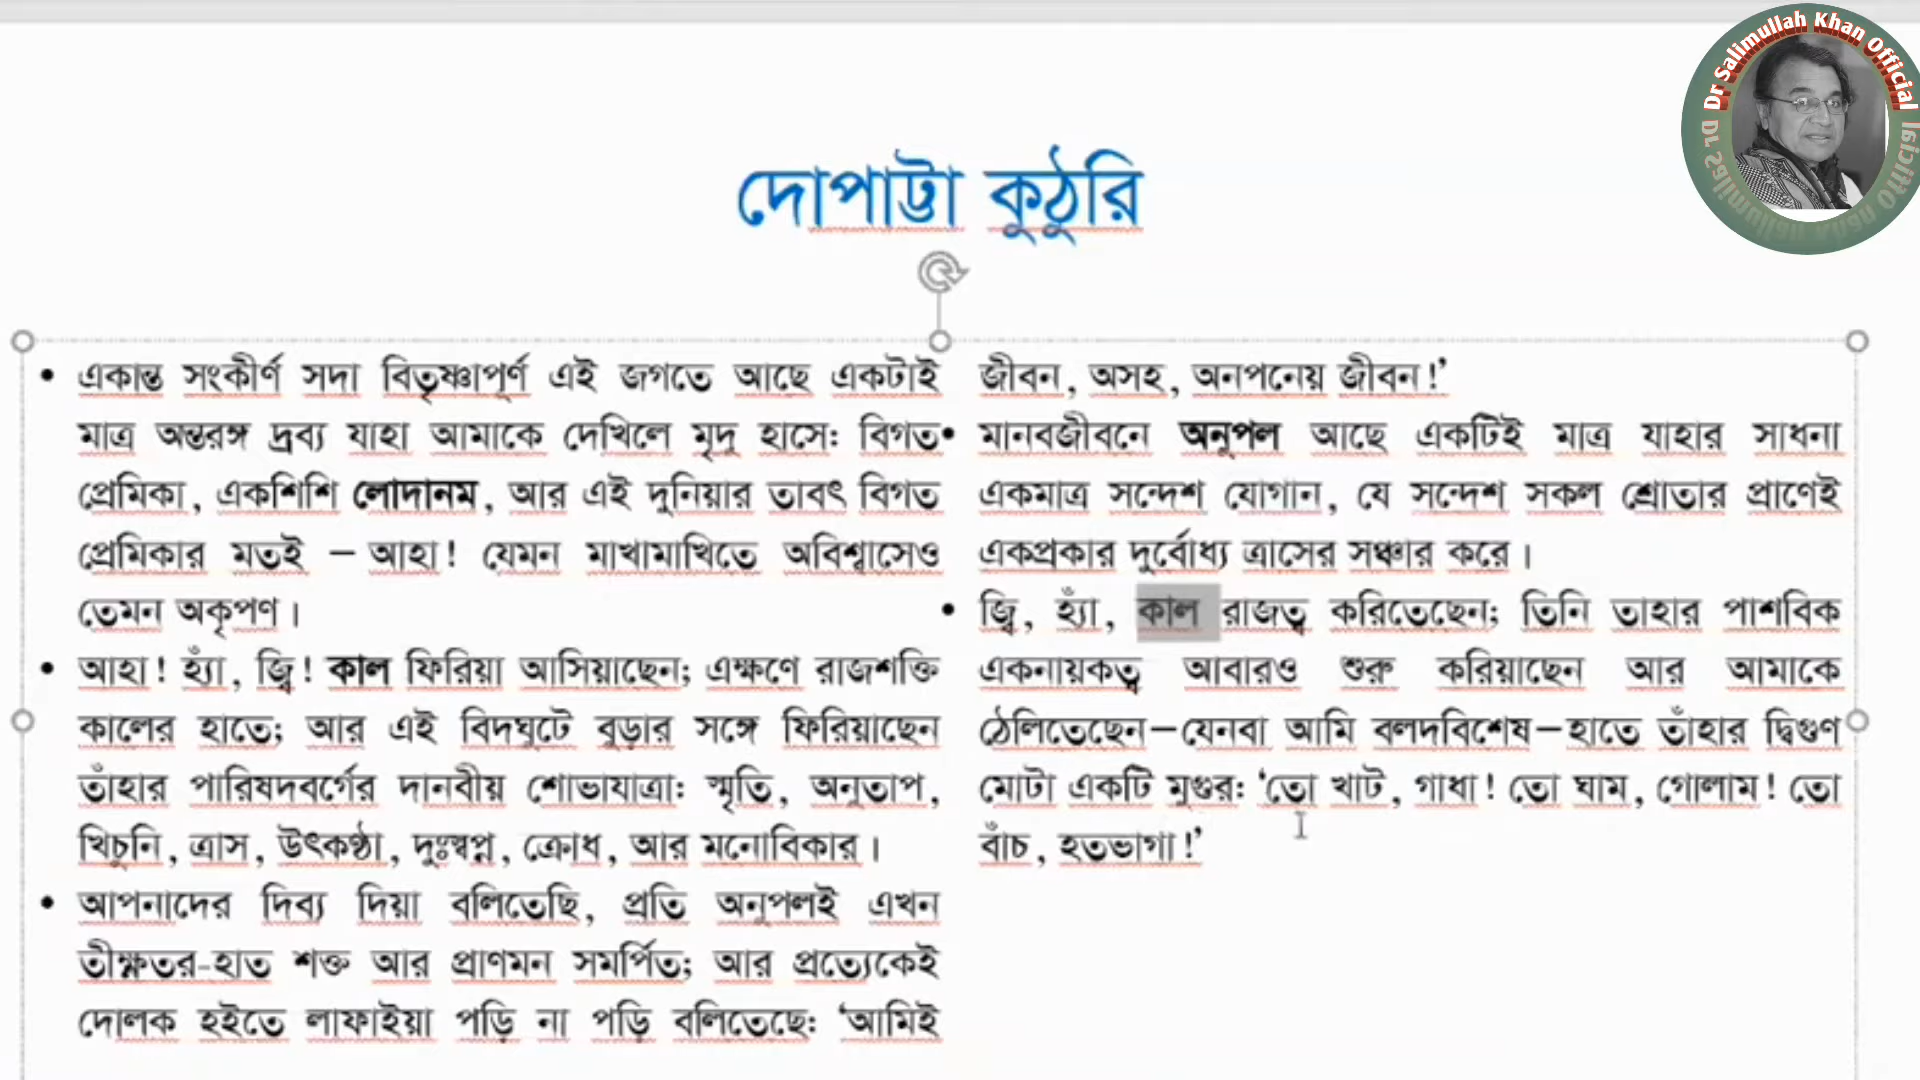 Dr Salimullah Khan Official
দোপাট্টা কুঠুরি
• একান্ত সংকীর্ণ সদা বিতৃষ্ণাপূর্ণ এই জগতে আছে একটাই
মাত্র অন্তরঙ্গ দ্রব্য যাহা আমাকে দেখিলে মৃদু হাসে: বিগত
প্রেমিকা, একশিশি লোদানম, আর এই দুনিয়ার তাবৎ বিগত
প্রেমিকার মতই – আহা! যেমন মাখামাখিতে অবিশ্বাসেও
তেমন অকৃপণ।
• আহা! হ্যাঁ, জ্বি! কাল ফিরিয়া আসিয়াছেন; এক্ষণে রাজশক্তি
কালের হাতে; আর এই বিদঘুটে বুড়ার সঙ্গে ফিরিয়াছেন
তাঁহার পারিষদবর্গের দানবীয় শোভাযাত্রা: স্মৃতি, অনুতাপ,
খিচুনি, ত্রাস, উৎকণ্ঠা, দুঃস্বপ্ন, ক্রোধ, আর মনোবিকার।
• আপনাদের দিব্য দিয়া বলিতেছি, প্রতি অনুপলই এখন
তীক্ষ্ণতর-হাত শক্ত আর প্রাণমন সমর্পিত; আর প্রত্যেকেই
দোলক হইতে লাফাইয়া পড়ি না পড়ি বলিতেছে: ‘আমিই
জীবন, অসহ, অনপনেয় জীবন!’
• মানবজীবনে অনুপল আছে একটিই মাত্র যাহার সাধনা
একমাত্র সন্দেশ যোগান, যে সন্দেশ সকল শ্রোতার প্রাণেই
একপ্রকার দুর্বোধ্য ত্রাসের সঞ্চার করে।
• জ্বি, হ্যাঁ, কাল রাজত্ব করিতেছেন; তিনি তাহার পাশবিক
একনায়কত্ব আবারও শুরু করিয়াছেন আর আমাকে
ঠেলিতেছেন—যেনবা আমি বলদবিশেষ—হাতে তাঁহার দ্বিগুণ
মোটা একটি মুগুর: ‘তো খাট, গাধা! তো ঘাম, গোলাম! তো
বাঁচ, হতভাগা!’